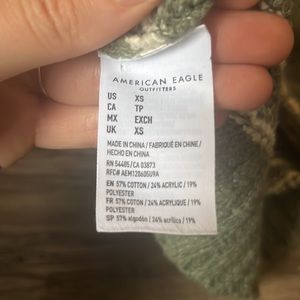 AMERICAN EAGLE
OUTFITTERS
US XS
CA TP
MX EXCH
UK XS
MADE IN CHINA / FABRIQUÉ EN CHINE /
HECHO EN CHINA
RN 54485/CA 03873
RFC# AEM120605U9A
EN 57% COTTON / 24% ACRYLIC / 19%
POLYESTER
FR 57% COTON / 24% ACRYLIQUE / 19%
POLYESTER
SP 57% algodón / 24% acrílico / 19%